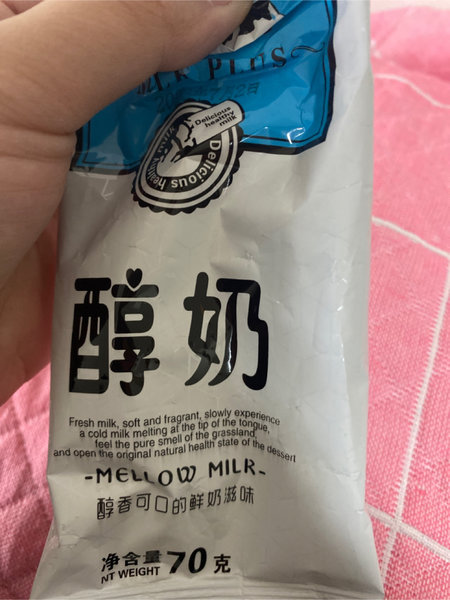 MILK PLUS
Delicious
healthy
milk
Delicious
醇奶
Fresh milk, soft and fragrant, slowly experience
a cold milk melting at the tip of the tongue,
feel the pure smell of the grassland,
and open the original natural health state of the dessert
-MELLOW MILR-
醇香可口的鲜奶滋味
净含量 70克
NT WEIGHT